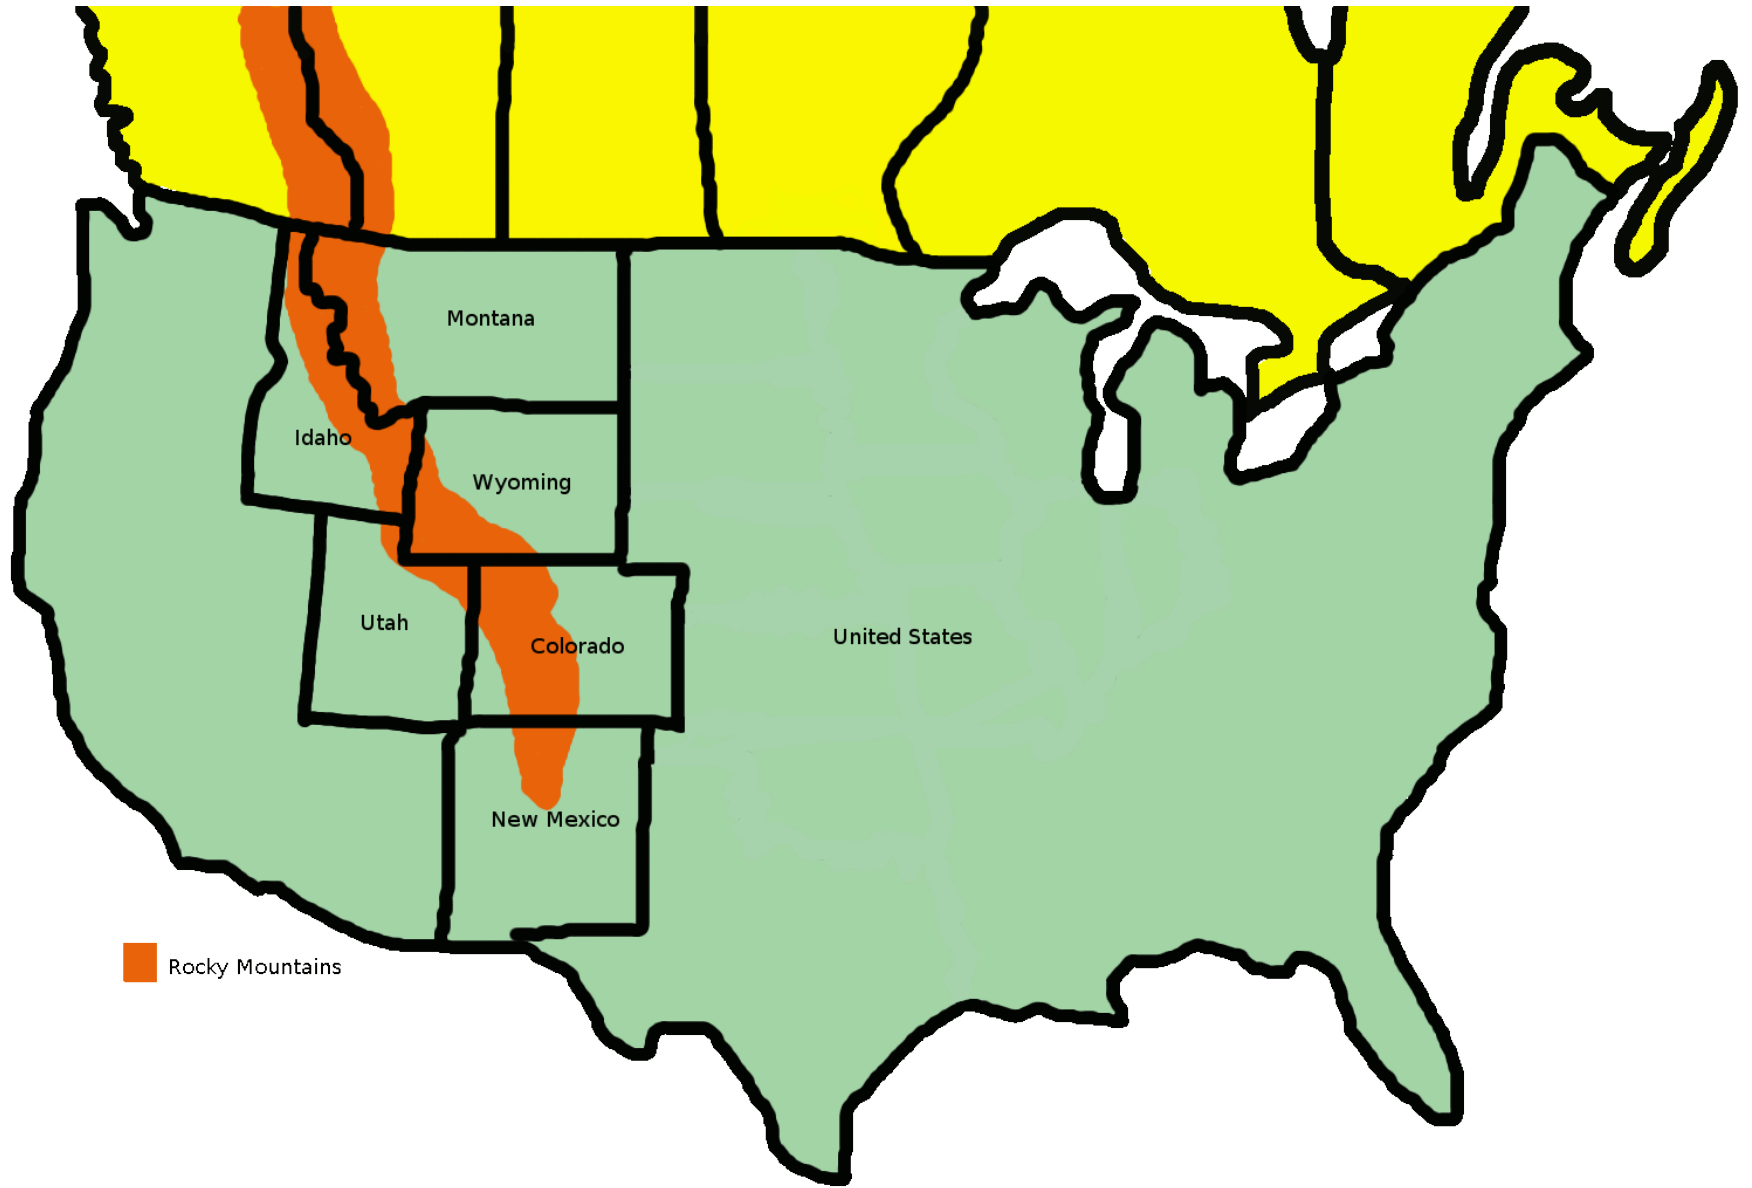 Montana
Idaho
Wyoming
Utah
Colorado
United States
New Mexico
Rocky Mountains